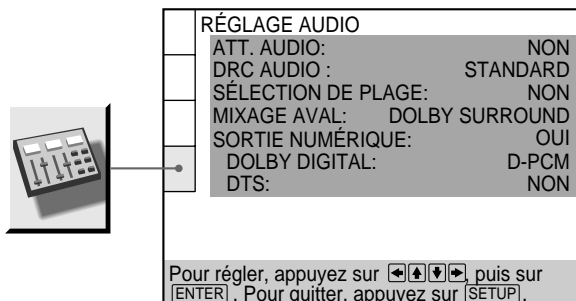 RÉGLAGE AUDIO
ATT. AUDIO: NON
DRC AUDIO : STANDARD
SÉLECTION DE PLAGE: NON
MIXAGE AVAL: DOLBY SURROUND
SORTIE NUMÉRIQUE: OUI
DOLBY DIGITAL: D-PCM
DTS: NON
Pour régler, appuyez sur ←↑↓→, puis sur
ENTER . Pour quitter, appuyez sur SETUP .